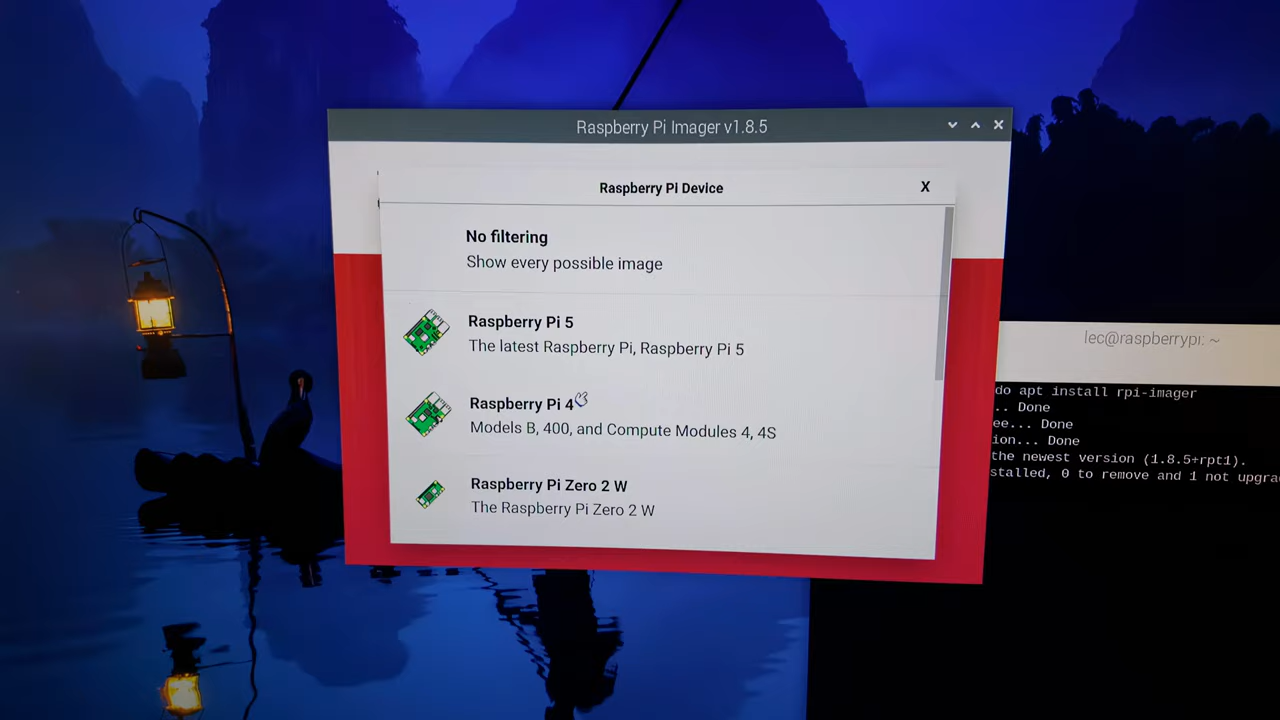 Raspberry Pi Imager v1.8.5
Raspberry Pi Device
X
No filtering
Show every possible image
Raspberry Pi 5
The latest Raspberry Pi, Raspberry Pi 5
Raspberry Pi 4
Models B, 400, and Compute Modules 4, 4S
Raspberry Pi Zero 2 W
The Raspberry Pi Zero 2 W
lec@raspberrypi: ~
do apt install rpi-imager
.. Done
ee... Done
ion... Done
the newest version (1.8.5+rpt1).
stalled, 0 to remove and 1 not upgra